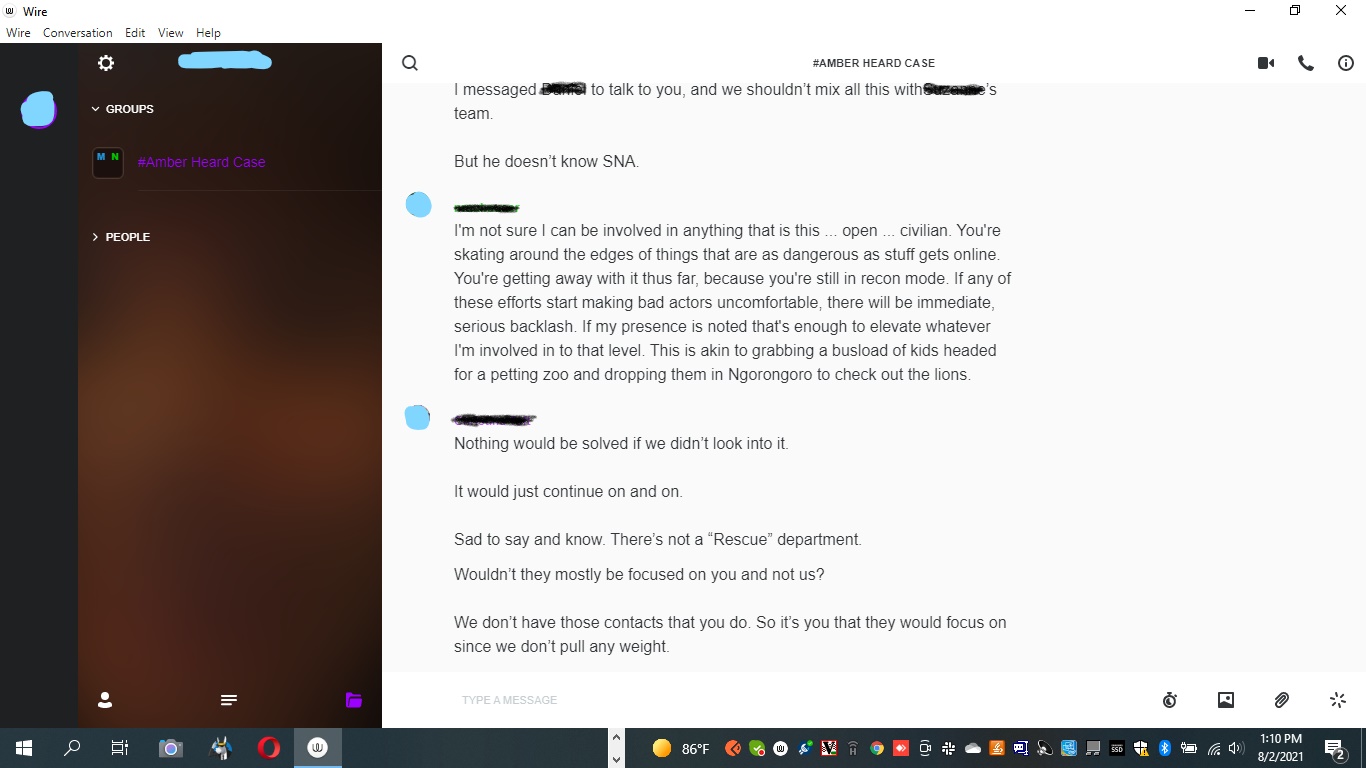 Wire
Wire Conversation Edit View Help
#AMBER HEARD CASE
GROUPS
M N
#Amber Heard Case
PEOPLE
I messaged to talk to you, and we shouldn't mix all this with 's
team.
But he doesn't know SNA.
I'm not sure I can be involved in anything that is this ... open ... civilian. You're
skating around the edges of things that are as dangerous as stuff gets online.
You're getting away with it thus far, because you're still in recon mode. If any of
these efforts start making bad actors uncomfortable, there will be immediate,
serious backlash. If my presence is noted that's enough to elevate whatever
I'm involved in to that level. This is akin to grabbing a busload of kids headed
for a petting zoo and dropping them in Ngorongoro to check out the lions.
Nothing would be solved if we didn't look into it.
It would just continue on and on.
Sad to say and know. There's not a “Rescue” department.
Wouldn't they mostly be focused on you and not us?
We don't have those contacts that you do. So it's you that they would focus on
since we don't pull any weight.
TYPE A MESSAGE
86°F
SSD
1:10 PM
8/2/2021
2